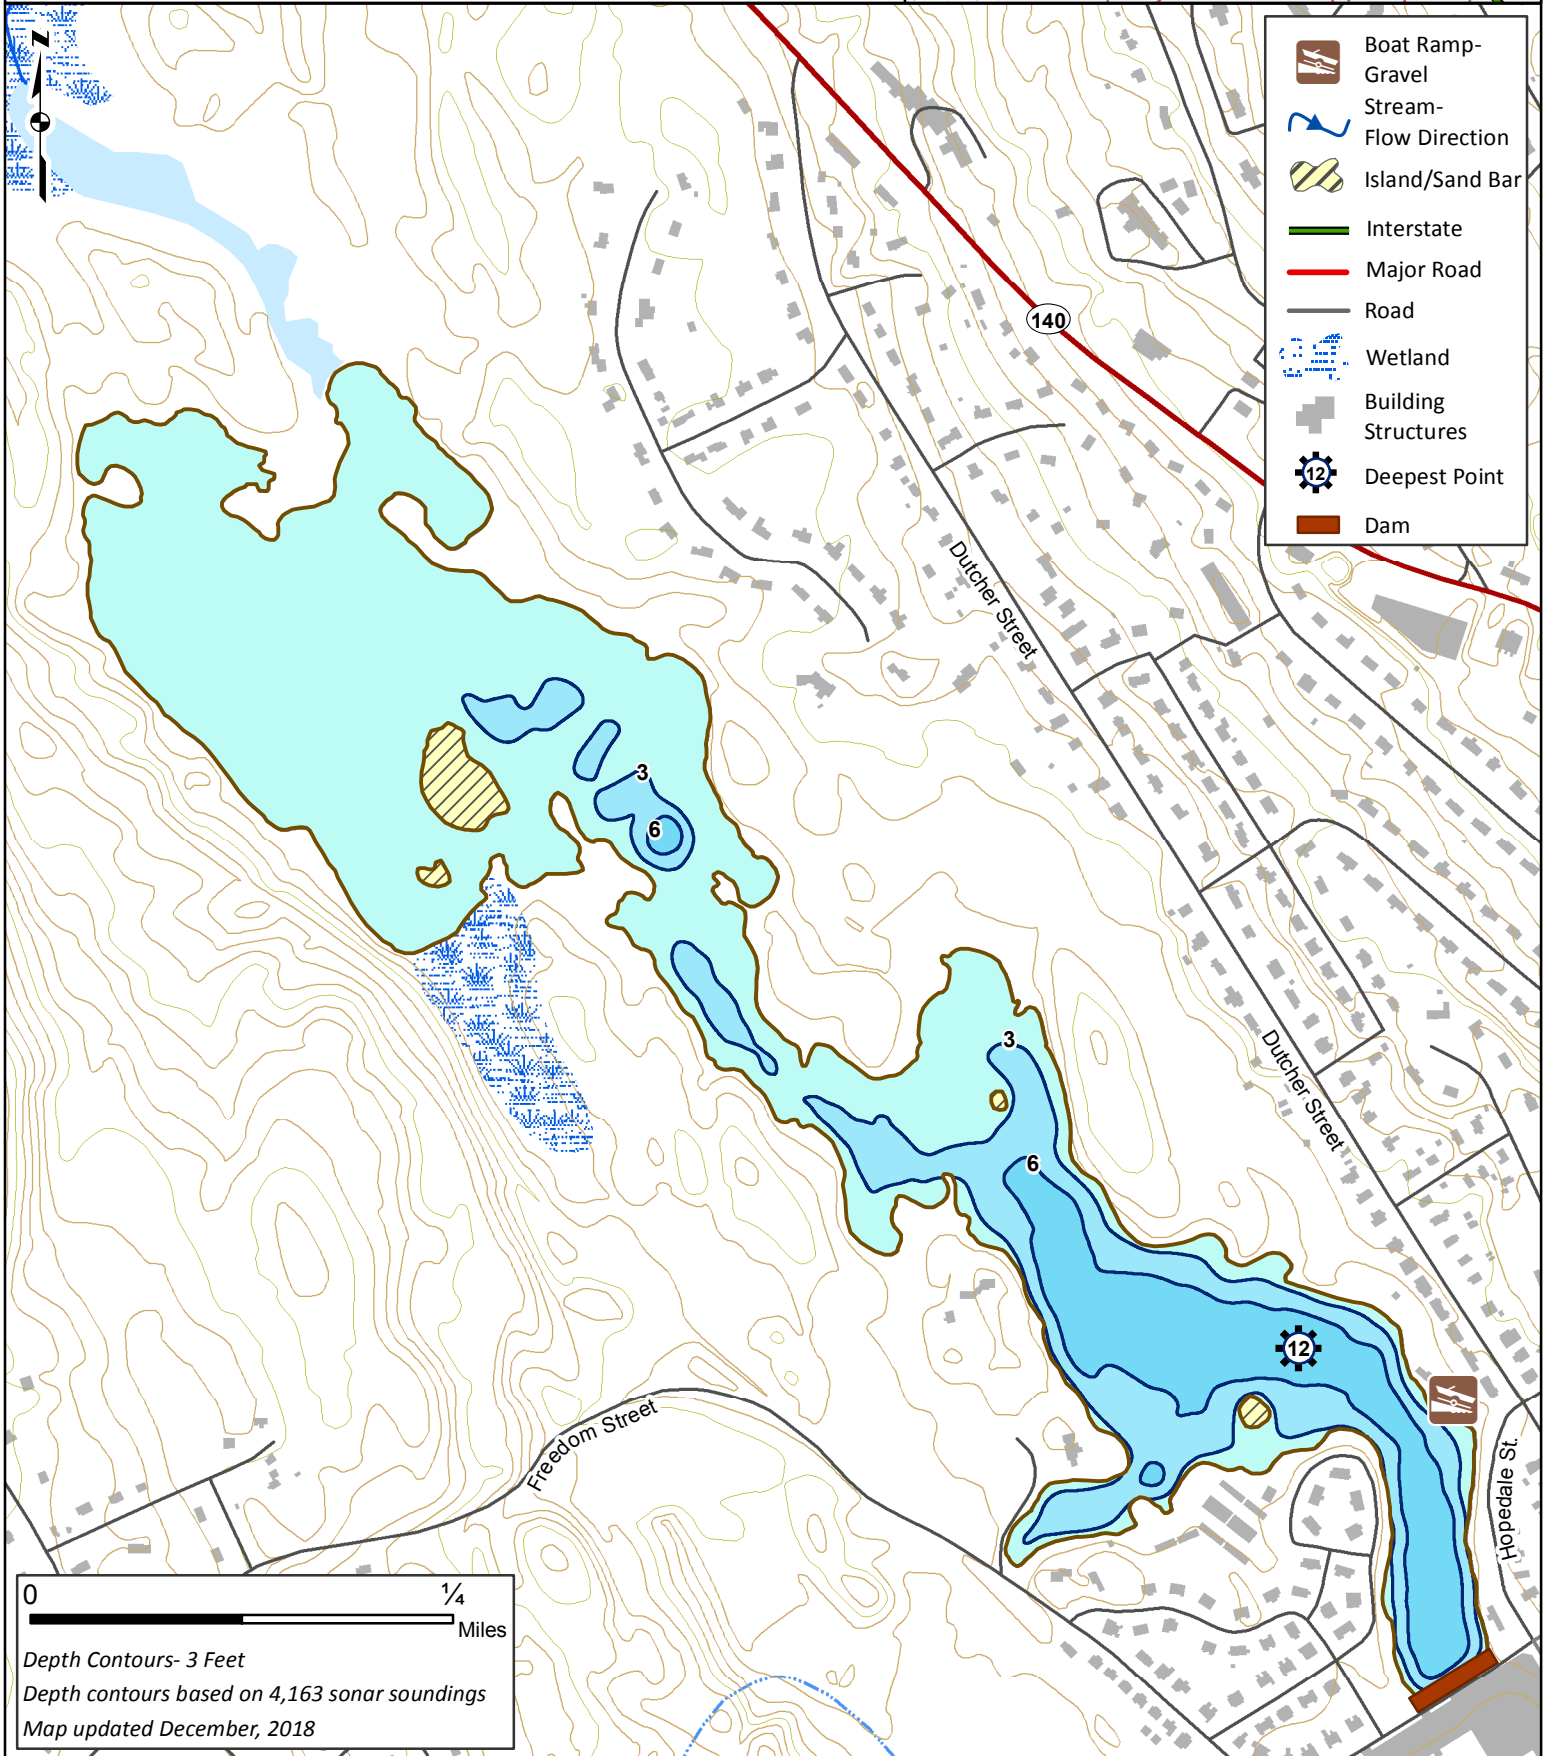 N
Boat Ramp-
Gravel
Stream-
Flow Direction
Island/Sand Bar
Interstate
Major Road
Road
Wetland
Building
Structures
12
Deepest Point
Dam
140
Dutcher Street
3
6
3
Dutcher Street
6
12
Freedom Street
Hopedale St.
0
¼
Miles
Depth Contours- 3 Feet
Depth contours based on 4,163 sonar soundings
Map updated December, 2018